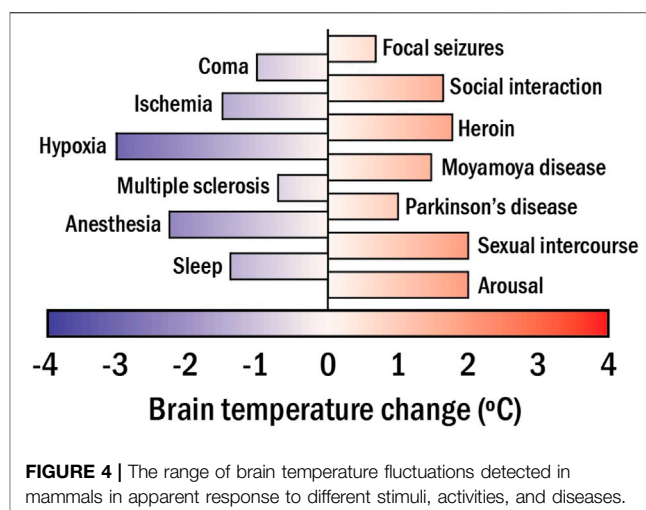 Focal seizures
Coma
Social interaction
Ischemia
Heroin
Hypoxia
Moyamoya disease
Multiple sclerosis
Parkinson's disease
Anesthesia
Sexual intercourse
Sleep
Arousal
-4 -3 -2 -1 0 1 2 3 4
Brain temperature change (ºC)
FIGURE 4 | The range of brain temperature fluctuations detected in
mammals in apparent response to different stimuli, activities, and diseases.